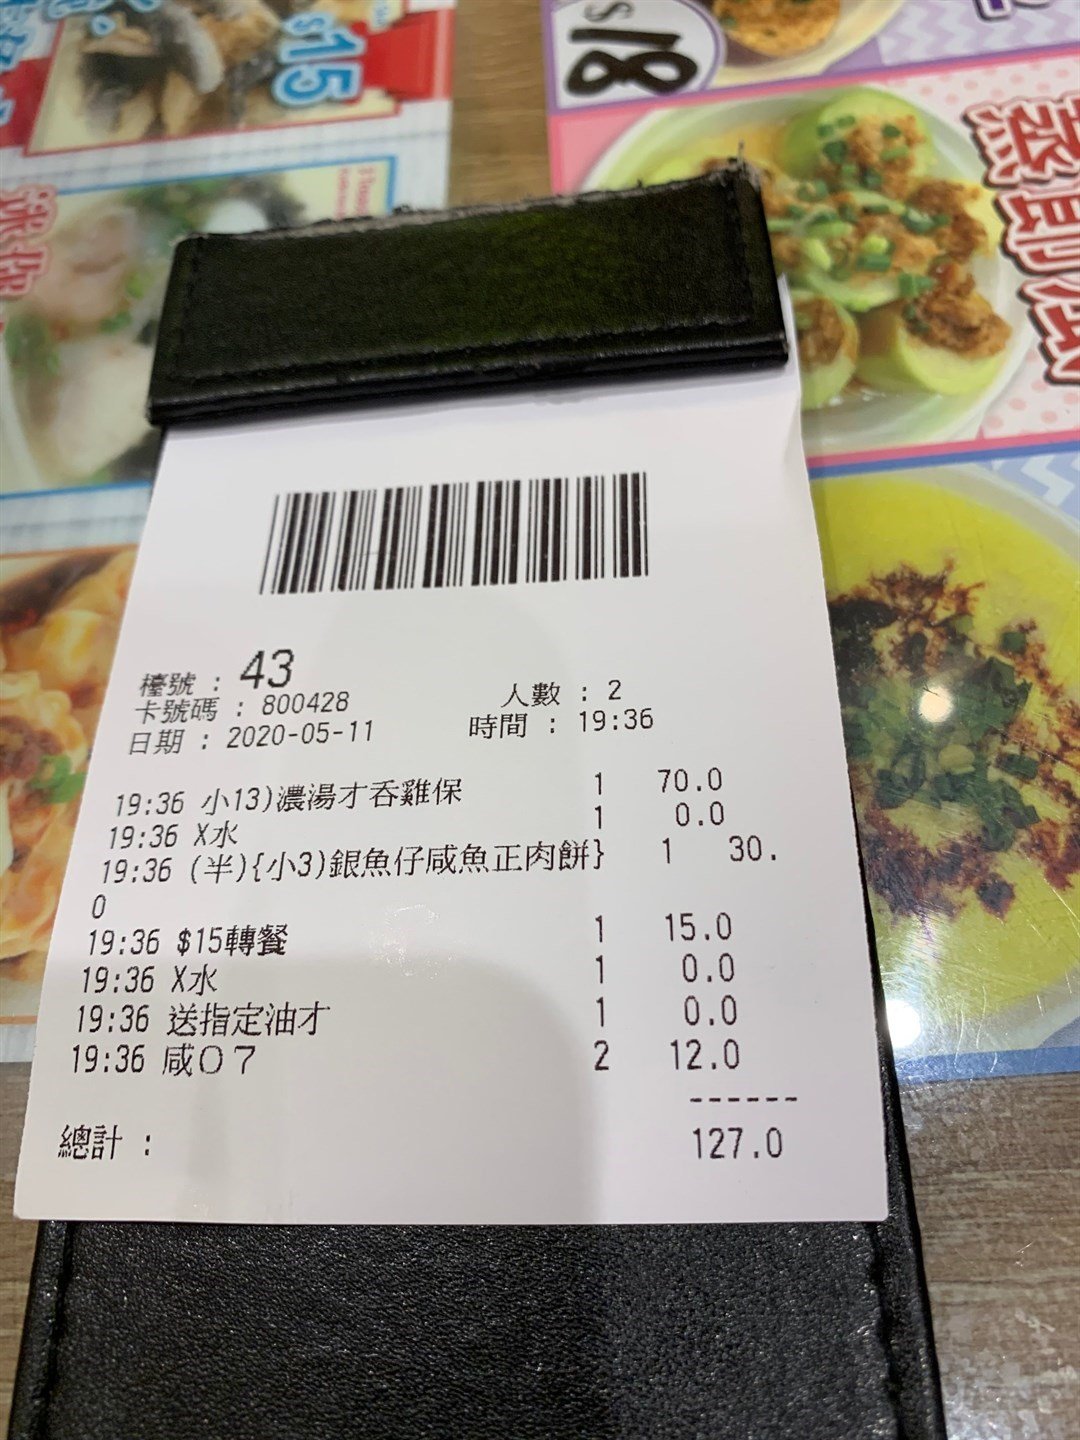 $15
$18
蒸釀
檯號 : 43
卡號碼 : 800428 人數 : 2
日期 : 2020-05-11 時間 : 19:36
19:36 小13)濃湯才吞雞保 1 70.0
19:36 X水 1 0.0
19:36 (半){小3)銀魚仔咸魚正肉餅} 1 30.
0
19:36 $15轉餐 1 15.0
19:36 X水 1 0.0
19:36 送指定油才 1 0.0
19:36 咸０７ 2 12.0
------
總計 : 127.0